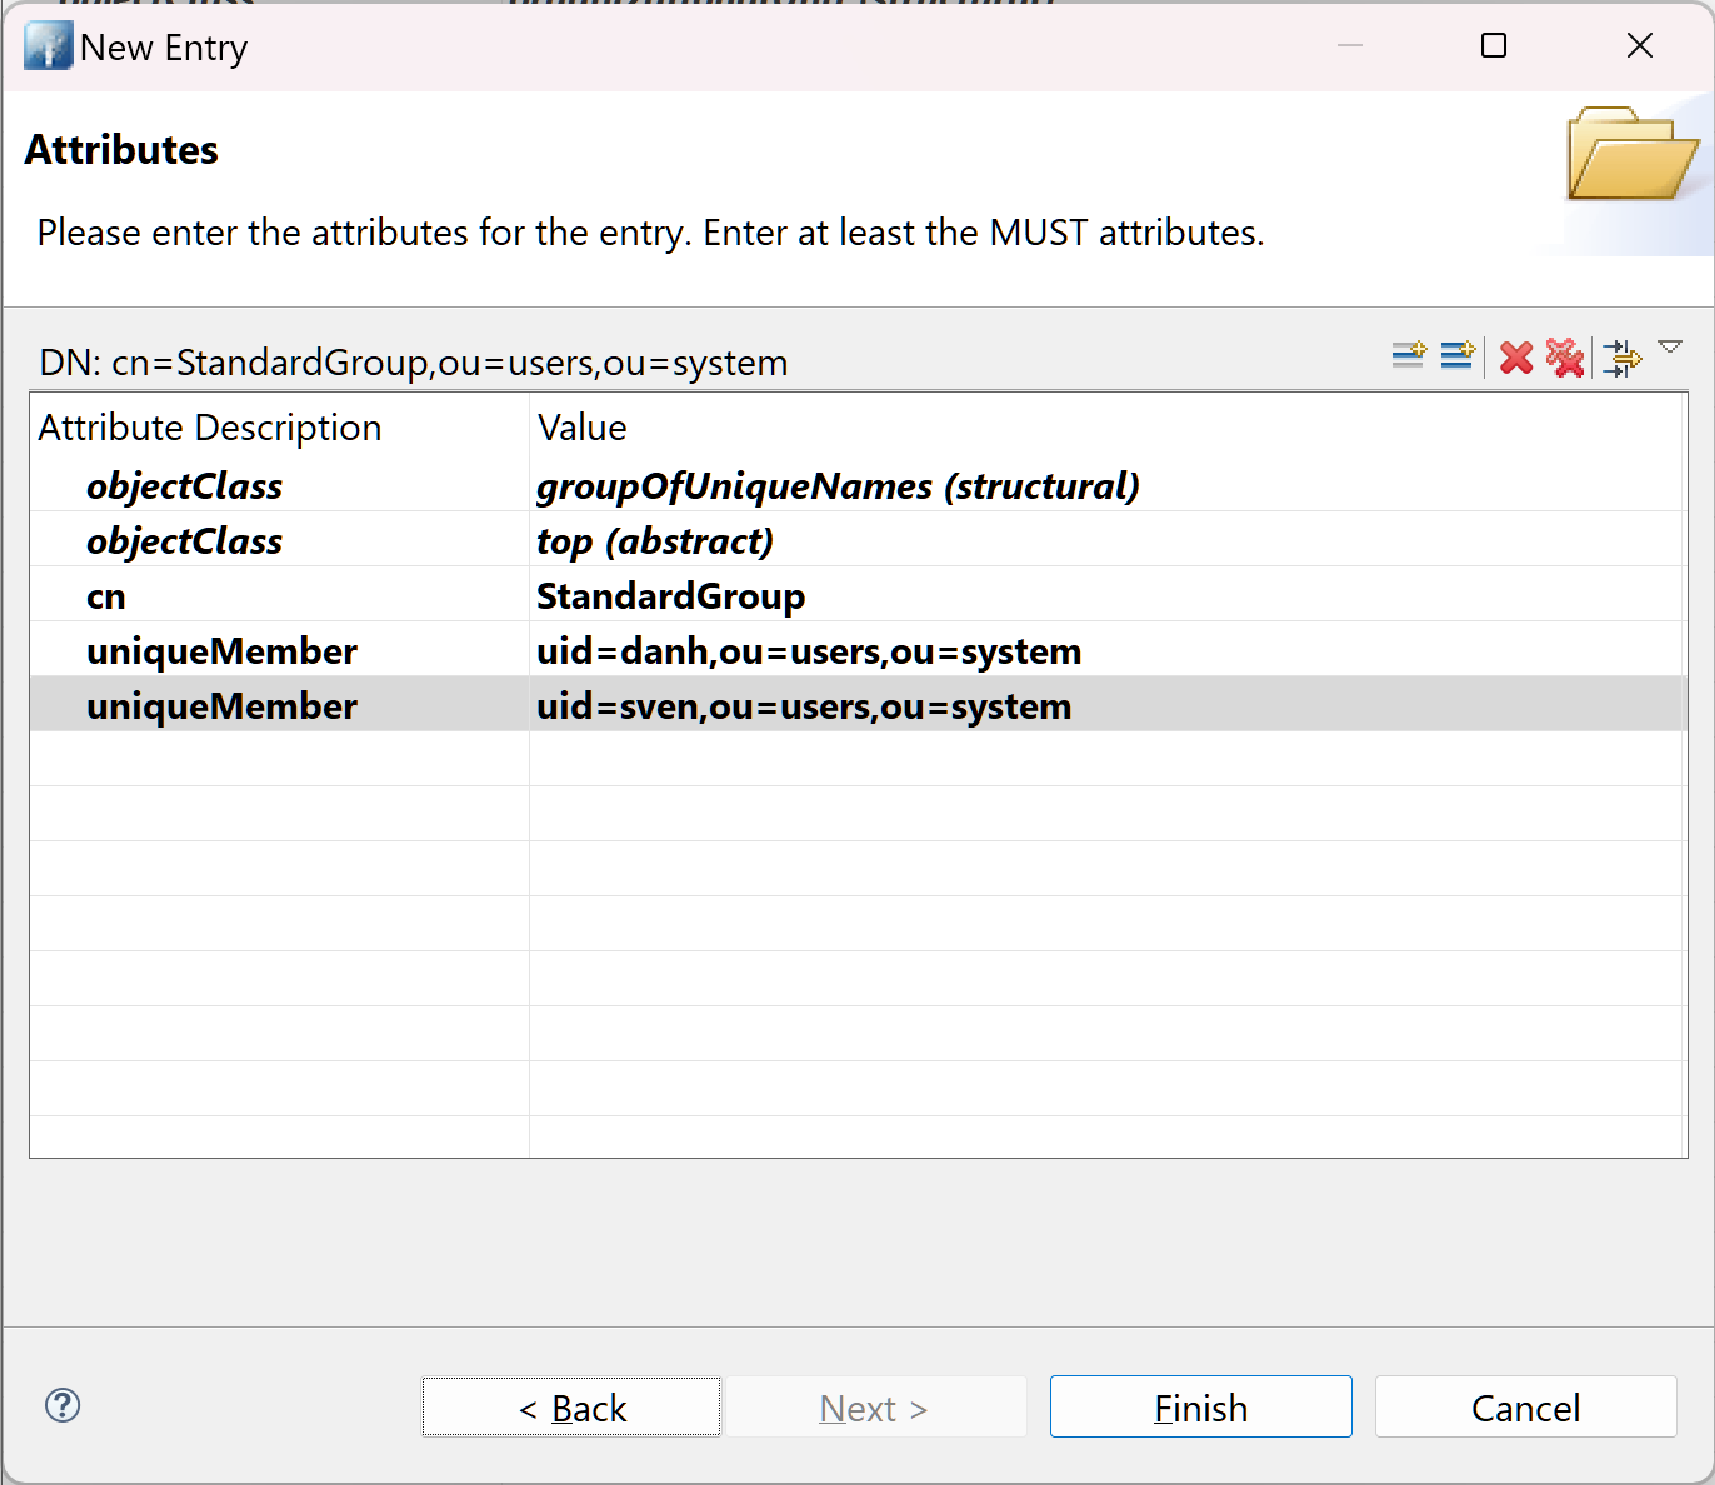 New Entry
Attributes
Please enter the attributes for the entry. Enter at least the MUST attributes.
DN: cn=StandardGroup,ou=users,ou=system
Attribute Description Value
objectClass groupOfUniqueNames (structural)
objectClass top (abstract)
cn StandardGroup
uniqueMember uid=danh,ou=users,ou=system
uniqueMember uid=sven,ou=users,ou=system
< Back Next > Finish Cancel